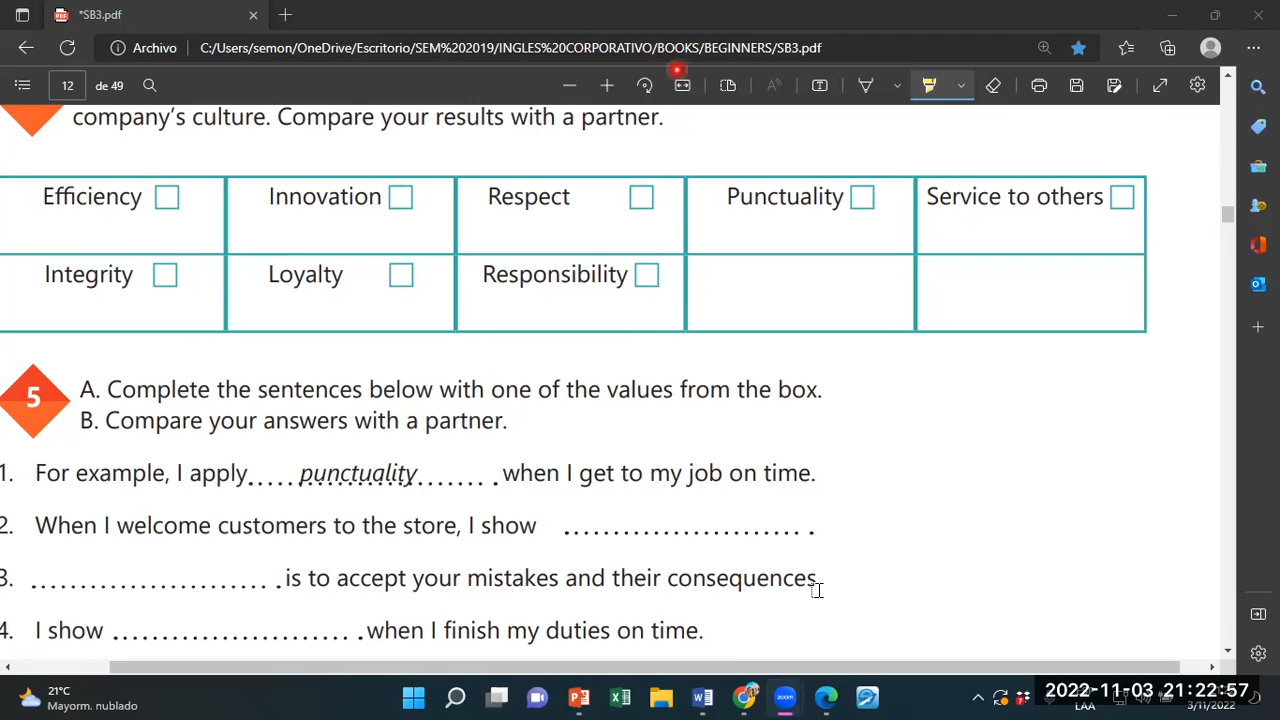 *SB3.pdf
Archivo C:/Users/semon/OneDrive/Escritorio/SEM%202019/INGLES%20CORPORATIVO/BOOKS/BEGINNERS/SB3.pdf
12 de 49
company's culture. Compare your results with a partner.
Efficiency Innovation Respect Punctuality Service to others
Integrity Loyalty Responsibility
5 A. Complete the sentences below with one of the values from the box.
B. Compare your answers with a partner.
1. For example, I apply.....punctuality.......when I get to my job on time.
2. When I welcome customers to the store, I show ........................
3. ........................is to accept your mistakes and their consequences.
4. I show ........................when I finish my duties on time.
21°C
Mayorm. nublado
2022-11-03 21:22:57
LAA 3/11/2022